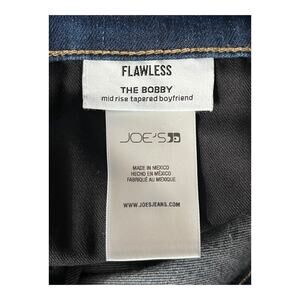 FLAWLESS
THE BOBBY
mid rise tapered boyfriend
JOE'S
MADE IN MEXICO
HECHO EN MÉXICO
FABRIQUÉ AU MEXIQUE
WWW.JOESJEANS.COM